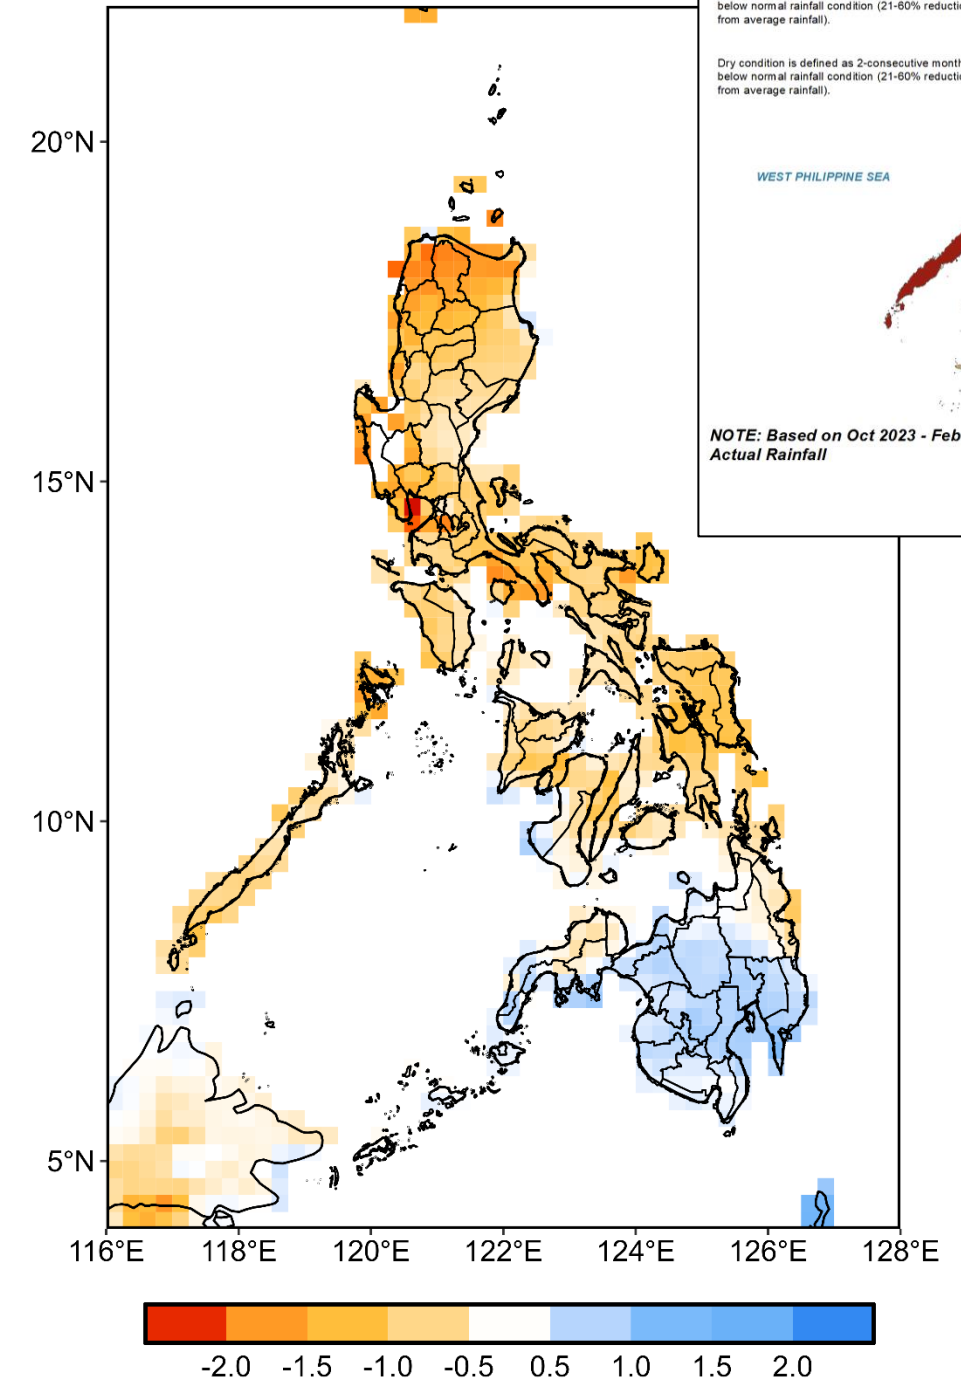 below normal rainfall condition (21-60% reducti
from average rainfall).
Dry condition is defined as 2-consecutive month
below normal rainfall condition (21-60% reducti
from average rainfall).
WEST PHILIPPINE SEA
NOTE: Based on Oct 2023 - Feb
Actual Rainfall
20°N
15°N
10°N
5°N
116°E 118°E 120°E 122°E 124°E 126°E 128°E
-2.0 -1.5 -1.0 -0.5 0.5 1.0 1.5 2.0